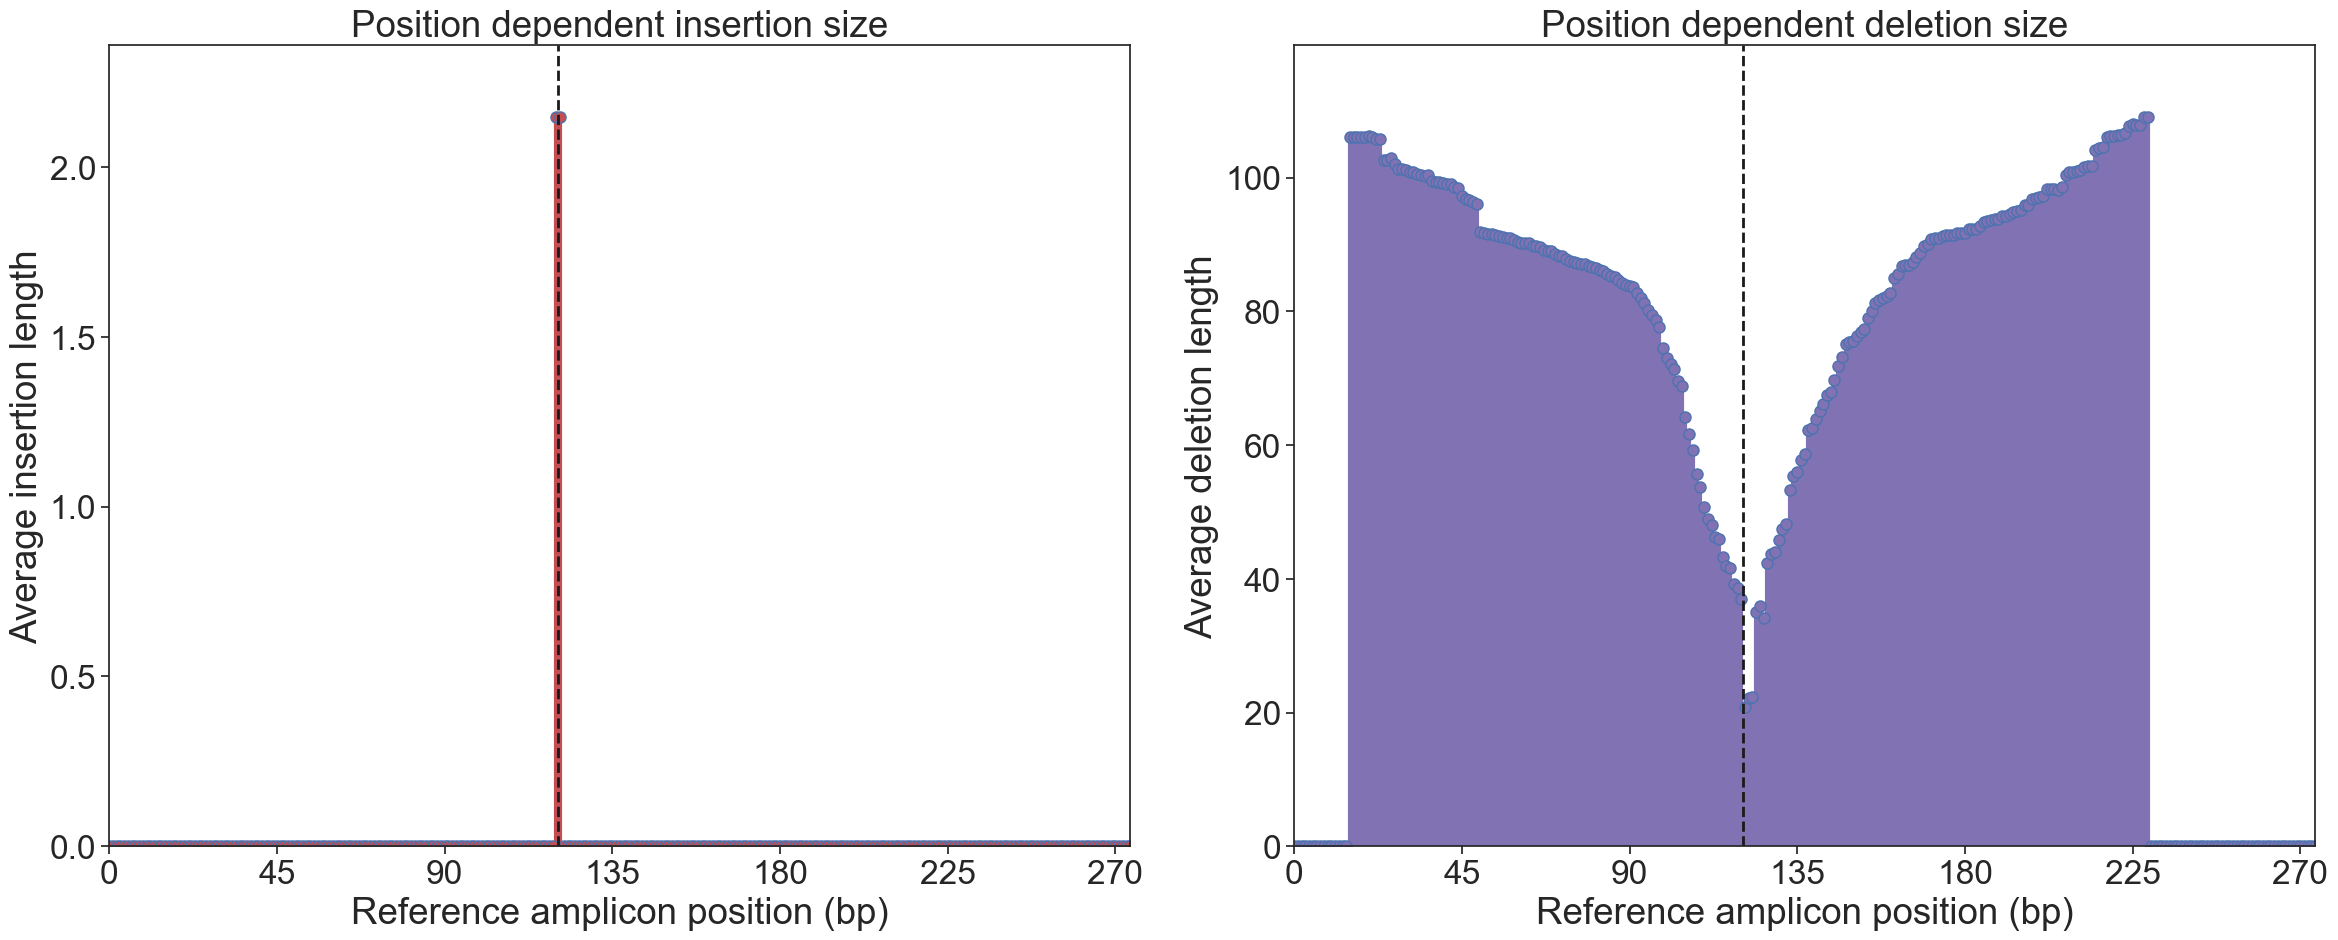 Position dependent insertion size
Average insertion length
2.0
1.5
1.0
0.5
0.0
0 45 90 135 180 225 270
Reference amplicon position (bp)
Position dependent deletion size
Average deletion length
100
80
60
40
20
0
0 45 90 135 180 225 270
Reference amplicon position (bp)